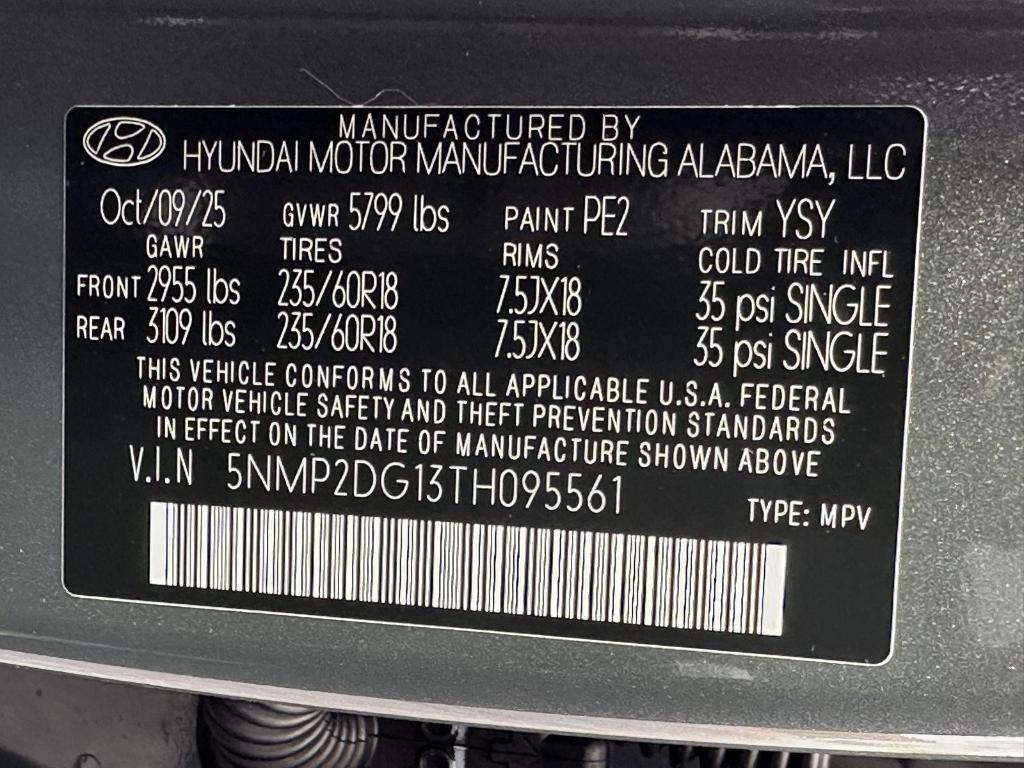 MANUFACTURED BY
HYUNDAI MOTOR MANUFACTURING ALABAMA, LLC
Oct/09/25 GVWR 5799 lbs PAINT PE2 TRIM YSY
GAWR TIRES RIMS COLD TIRE INFL
FRONT 2955 lbs 235/60R18 7.5JX18 35 psi SINGLE
REAR 3109 lbs 235/60R18 7.5JX18 35 psi SINGLE
THIS VEHICLE CONFORMS TO ALL APPLICABLE U.S.A. FEDERAL
MOTOR VEHICLE SAFETY AND THEFT PREVENTION STANDARDS
IN EFFECT ON THE DATE OF MANUFACTURE SHOWN ABOVE
V.I.N 5NMP2DG13TH095561 TYPE: MPV